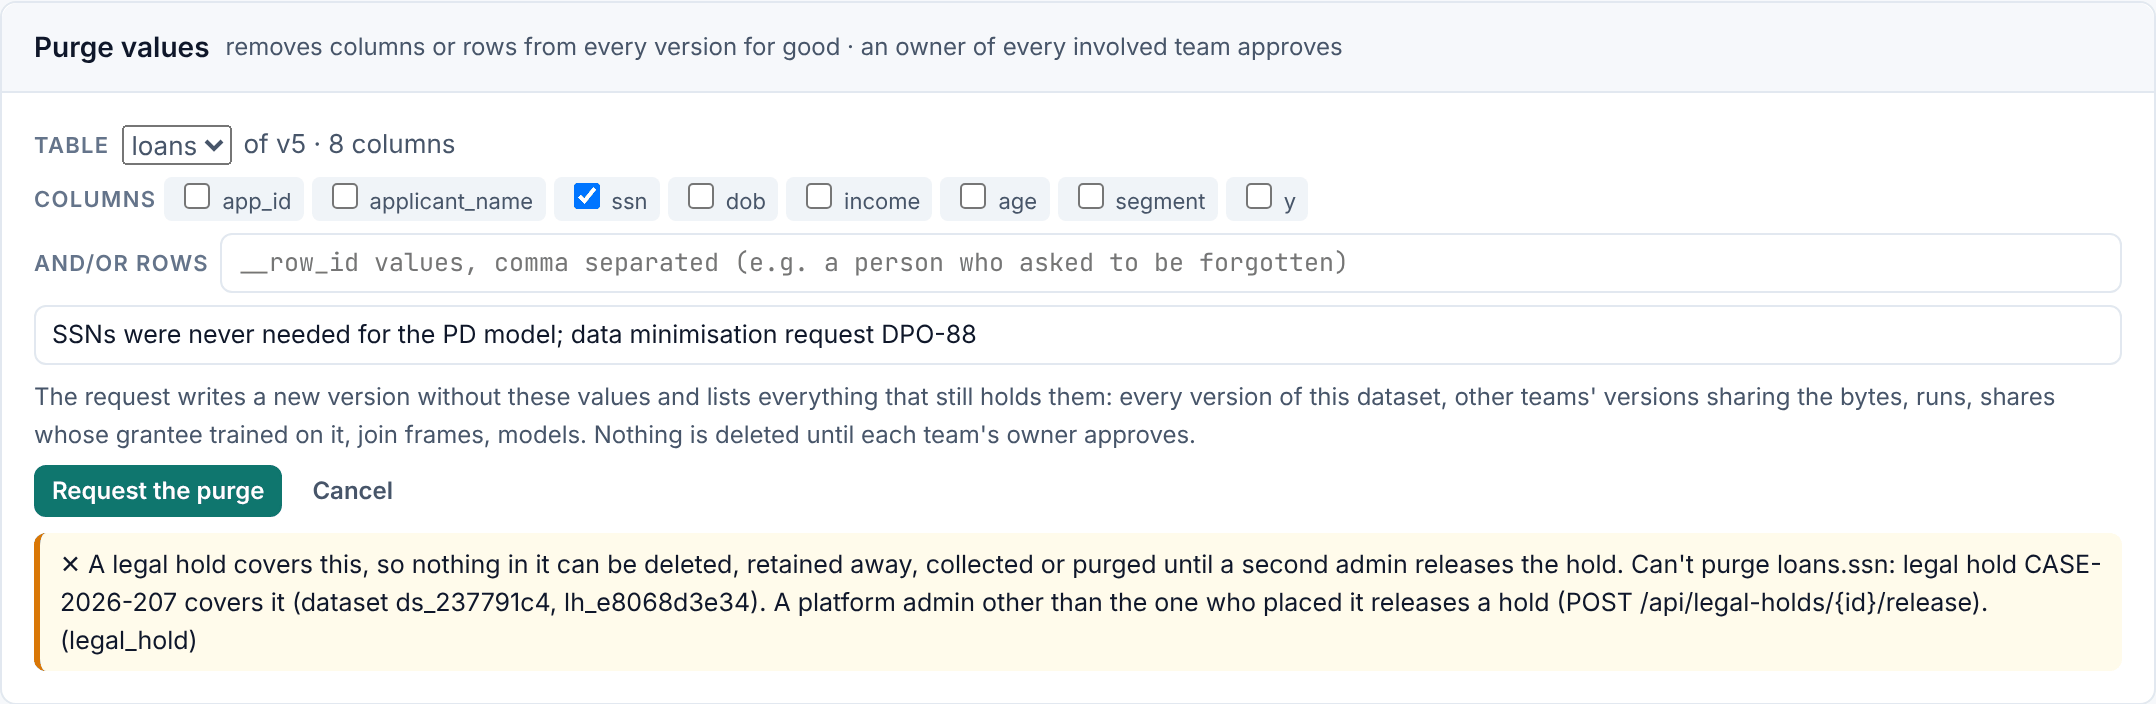 Purge values removes columns or rows from every version for good · an owner of every involved team approves
TABLE loans of v5 · 8 columns
COLUMNS app_id applicant_name ssn dob income age segment y
AND/OR ROWS __row_id values, comma separated (e.g. a person who asked to be forgotten)
SSNs were never needed for the PD model; data minimisation request DPO-88
The request writes a new version without these values and lists everything that still holds them: every version of this dataset, other teams' versions sharing the bytes, runs, shares
whose grantee trained on it, join frames, models. Nothing is deleted until each team's owner approves.
Request the purge Cancel
✕ A legal hold covers this, so nothing in it can be deleted, retained away, collected or purged until a second admin releases the hold. Can't purge loans.ssn: legal hold CASE-
2026-207 covers it (dataset ds_237791c4, lh_e8068d3e34). A platform admin other than the one who placed it releases a hold (POST /api/legal-holds/{id}/release).
(legal_hold)